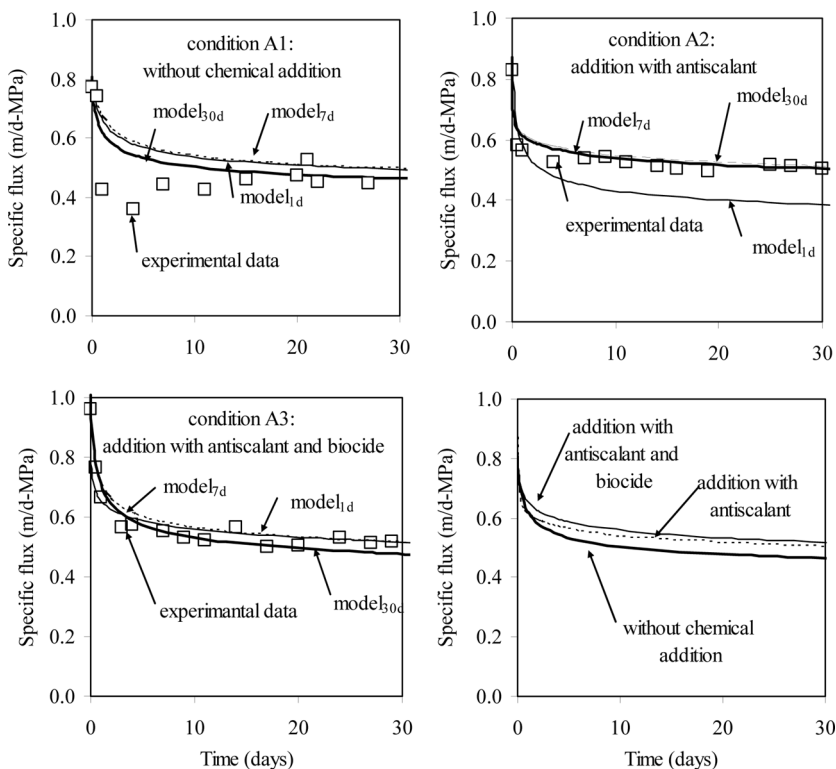 Specific flux (m/d-MPa)
1.0
0.8
0.6
0.4
0.2
0.0
0
10
20
30
condition A1:
without chemical addition
model30d
model7d
model1d
experimental data
Specific flux (m/d-MPa)
1.0
0.8
0.6
0.4
0.2
0.0
0
10
20
30
condition A2:
addition with antiscalant
model30d
model7d
experimental data
model1d
Specific flux (m/d-MPa)
1.0
0.8
0.6
0.4
0.2
0.0
0
10
20
30
Time (days)
condition A3:
addition with antiscalant and biocide
model7d
model1d
experimantal data
model30d
Specific flux (m/d-MPa)
1.0
0.8
0.6
0.4
0.2
0.0
0
10
20
30
Time (days)
addition with
antiscalant and
biocide
addition with
antiscalant
without chemical
addition